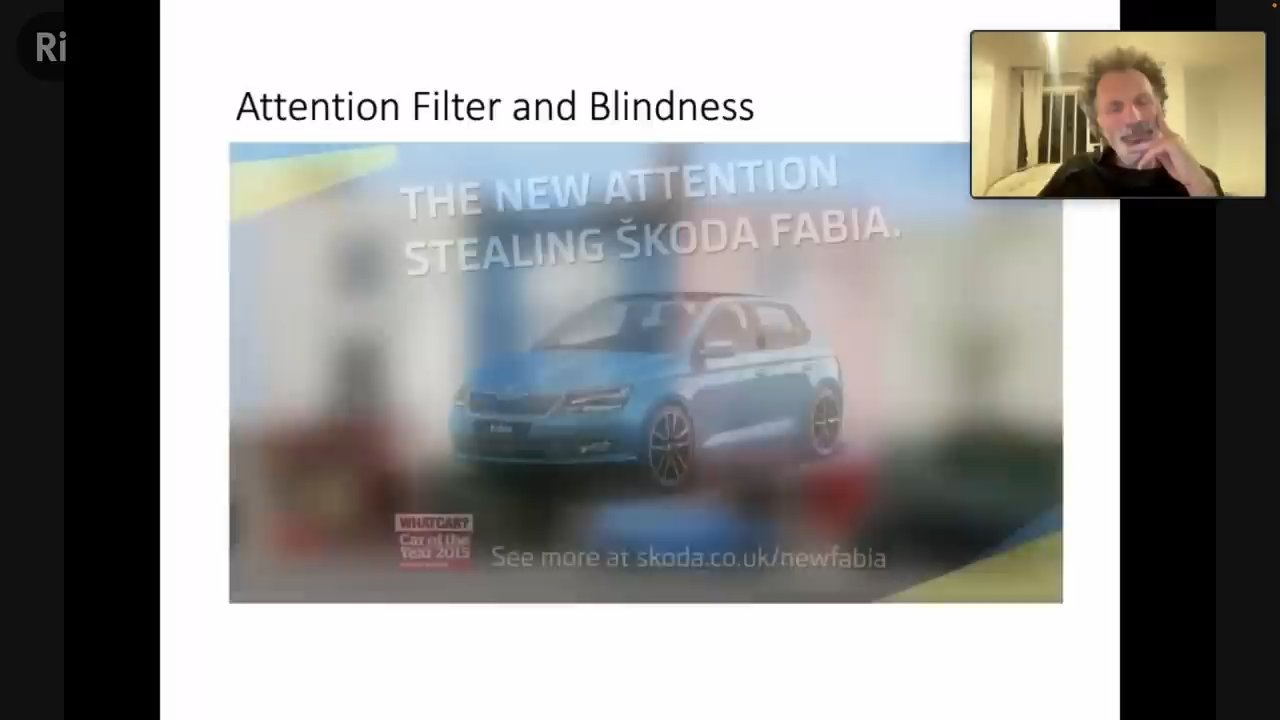 Ri
Attention Filter and Blindness
THE NEW ATTENTION
STEALING ŠKODA FABIA.
WHATCAR?
Car of the
Year 2015
See more at skoda.co.uk/newfabia